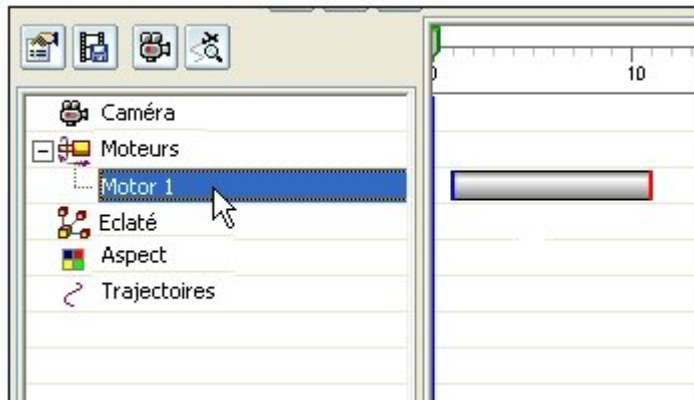 0
10
Caméra
Moteurs
Motor 1
Eclaté
Aspect
Trajectoires